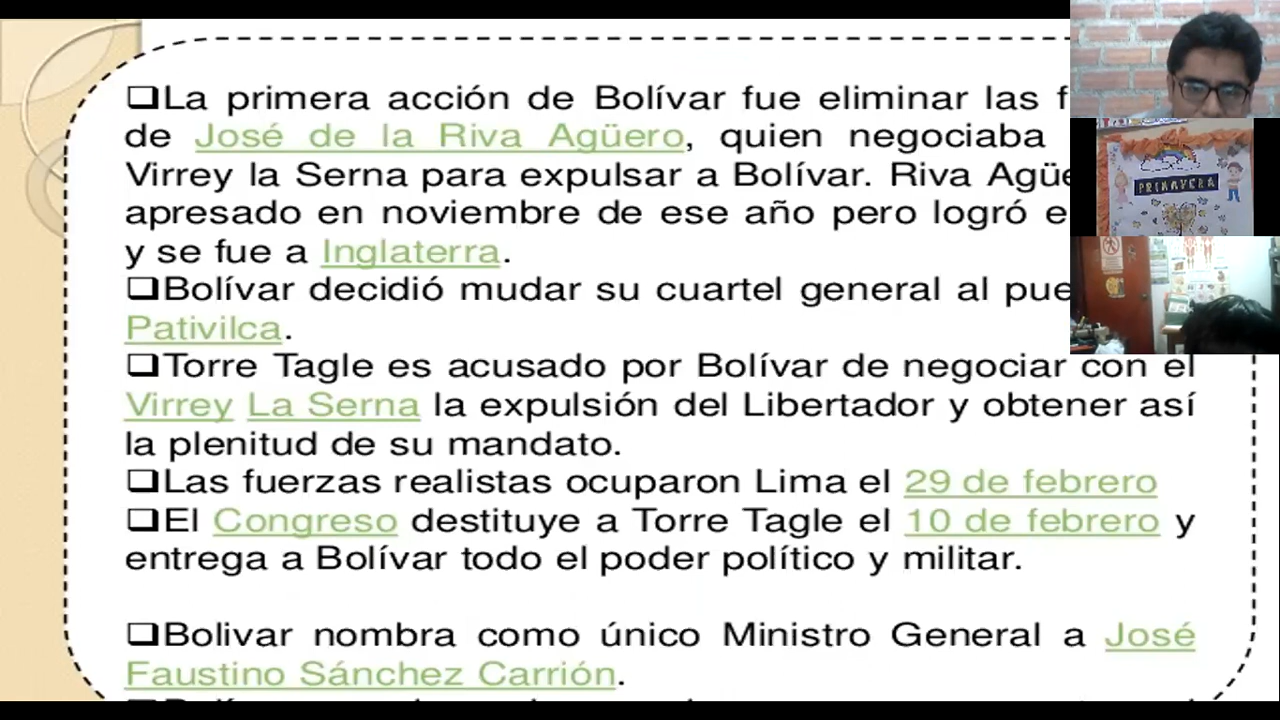 ❑La primera acción de Bolívar fue eliminar las
de José de la Riva Agüero, quien negociaba
Virrey la Serna para expulsar a Bolívar. Riva
apresado en noviembre de ese año pero logró
y se fue a Inglaterra.
❑Bolívar decidió mudar su cuartel general al
Pativilca.
❑Torre Tagle es acusado por Bolívar de negociar con el
Virrey La Serna la expulsión del Libertador y obtener así
la plenitud de su mandato.
❑Las fuerzas realistas ocuparon Lima el 29 de febrero
❑El Congreso destituye a Torre Tagle el 10 de febrero y
entrega a Bolívar todo el poder político y militar.
❑Bolivar nombra como único Ministro General a José
Faustino Sánchez Carrión.
PRIMAVERA